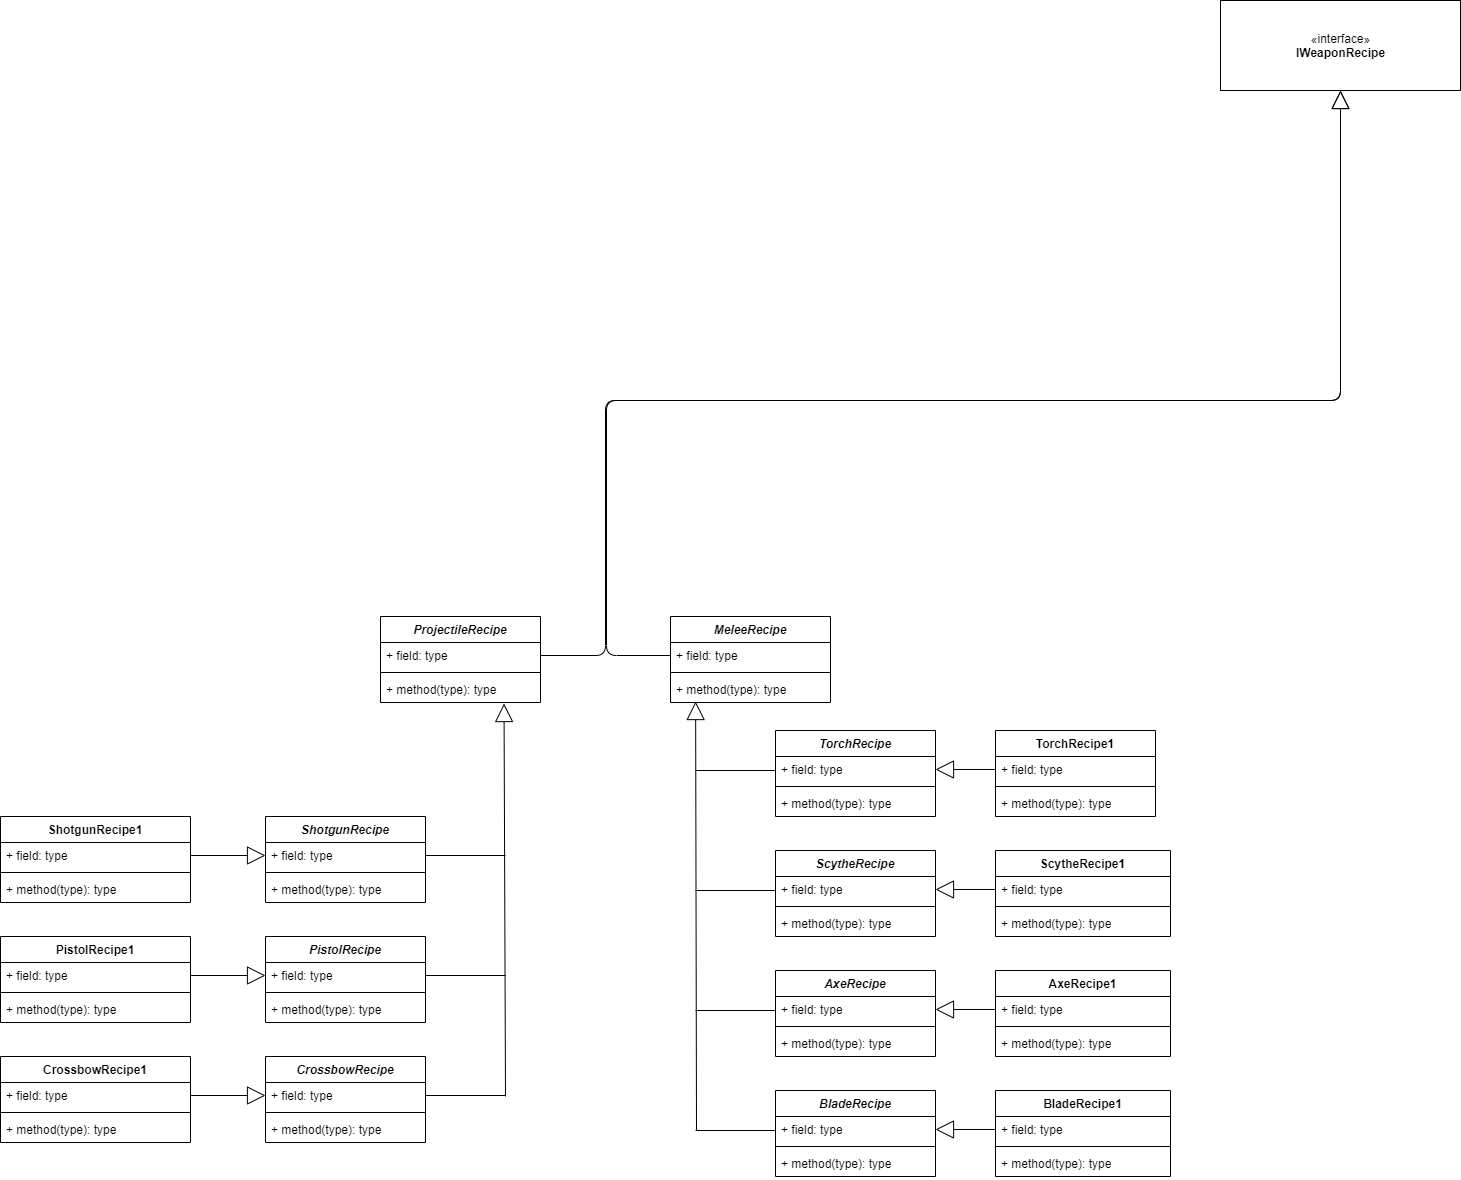 «interface»
IWeaponRecipe
ProjectileRecipe
+ field: type
+ method(type): type
MeleeRecipe
+ field: type
+ method(type): type
TorchRecipe
+ field: type
+ method(type): type
TorchRecipe1
+ field: type
+ method(type): type
ShotgunRecipe1
+ field: type
+ method(type): type
ShotgunRecipe
+ field: type
+ method(type): type
ScytheRecipe
+ field: type
+ method(type): type
ScytheRecipe1
+ field: type
+ method(type): type
PistolRecipe1
+ field: type
+ method(type): type
PistolRecipe
+ field: type
+ method(type): type
AxeRecipe
+ field: type
+ method(type): type
AxeRecipe1
+ field: type
+ method(type): type
CrossbowRecipe1
+ field: type
+ method(type): type
CrossbowRecipe
+ field: type
+ method(type): type
BladeRecipe
+ field: type
+ method(type): type
BladeRecipe1
+ field: type
+ method(type): type